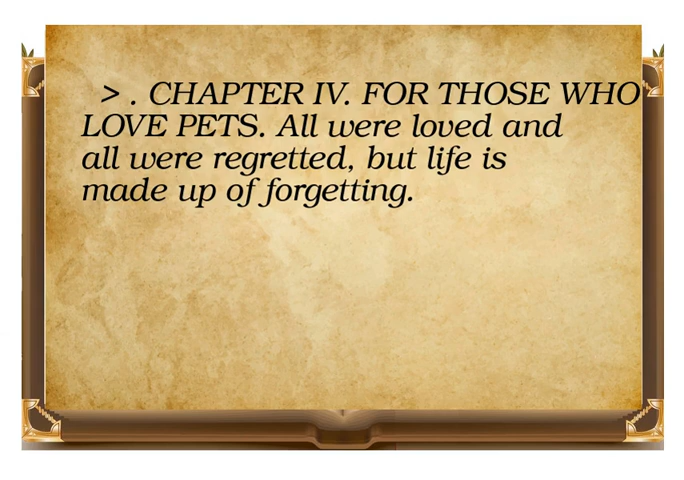 > . CHAPTER IV. FOR THOSE WHO
LOVE PETS. All were loved and
all were regretted, but life is
made up of forgetting.